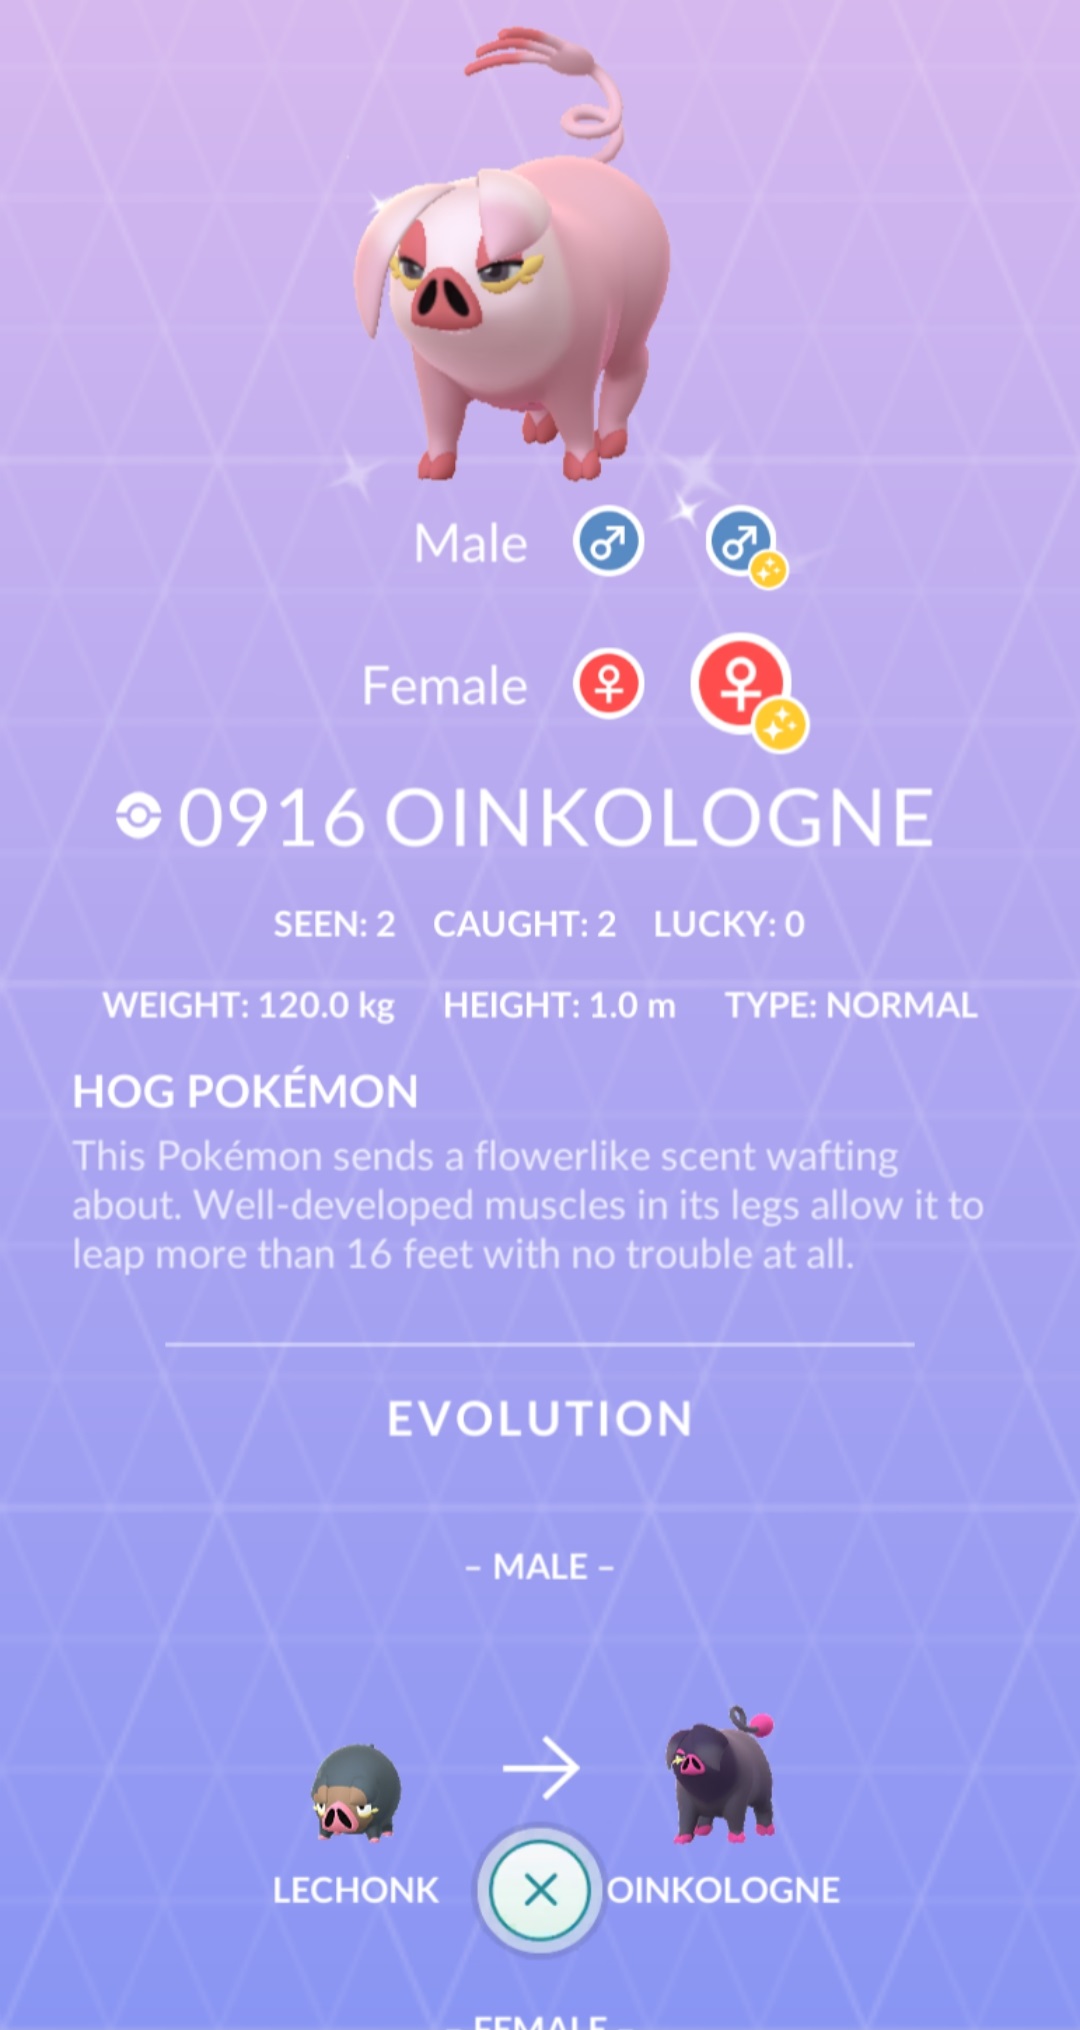 Male
Female
0916 OINKOLOGNE
SEEN: 2 CAUGHT: 2 LUCKY: 0
WEIGHT: 120.0 kg HEIGHT: 1.0 m TYPE: NORMAL
HOG POKÉMON
This Pokémon sends a flowerlike scent wafting
about. Well-developed muscles in its legs allow it to
leap more than 16 feet with no trouble at all.
EVOLUTION
– MALE –
LECHONK OINKOLOGNE
– FEMALE –